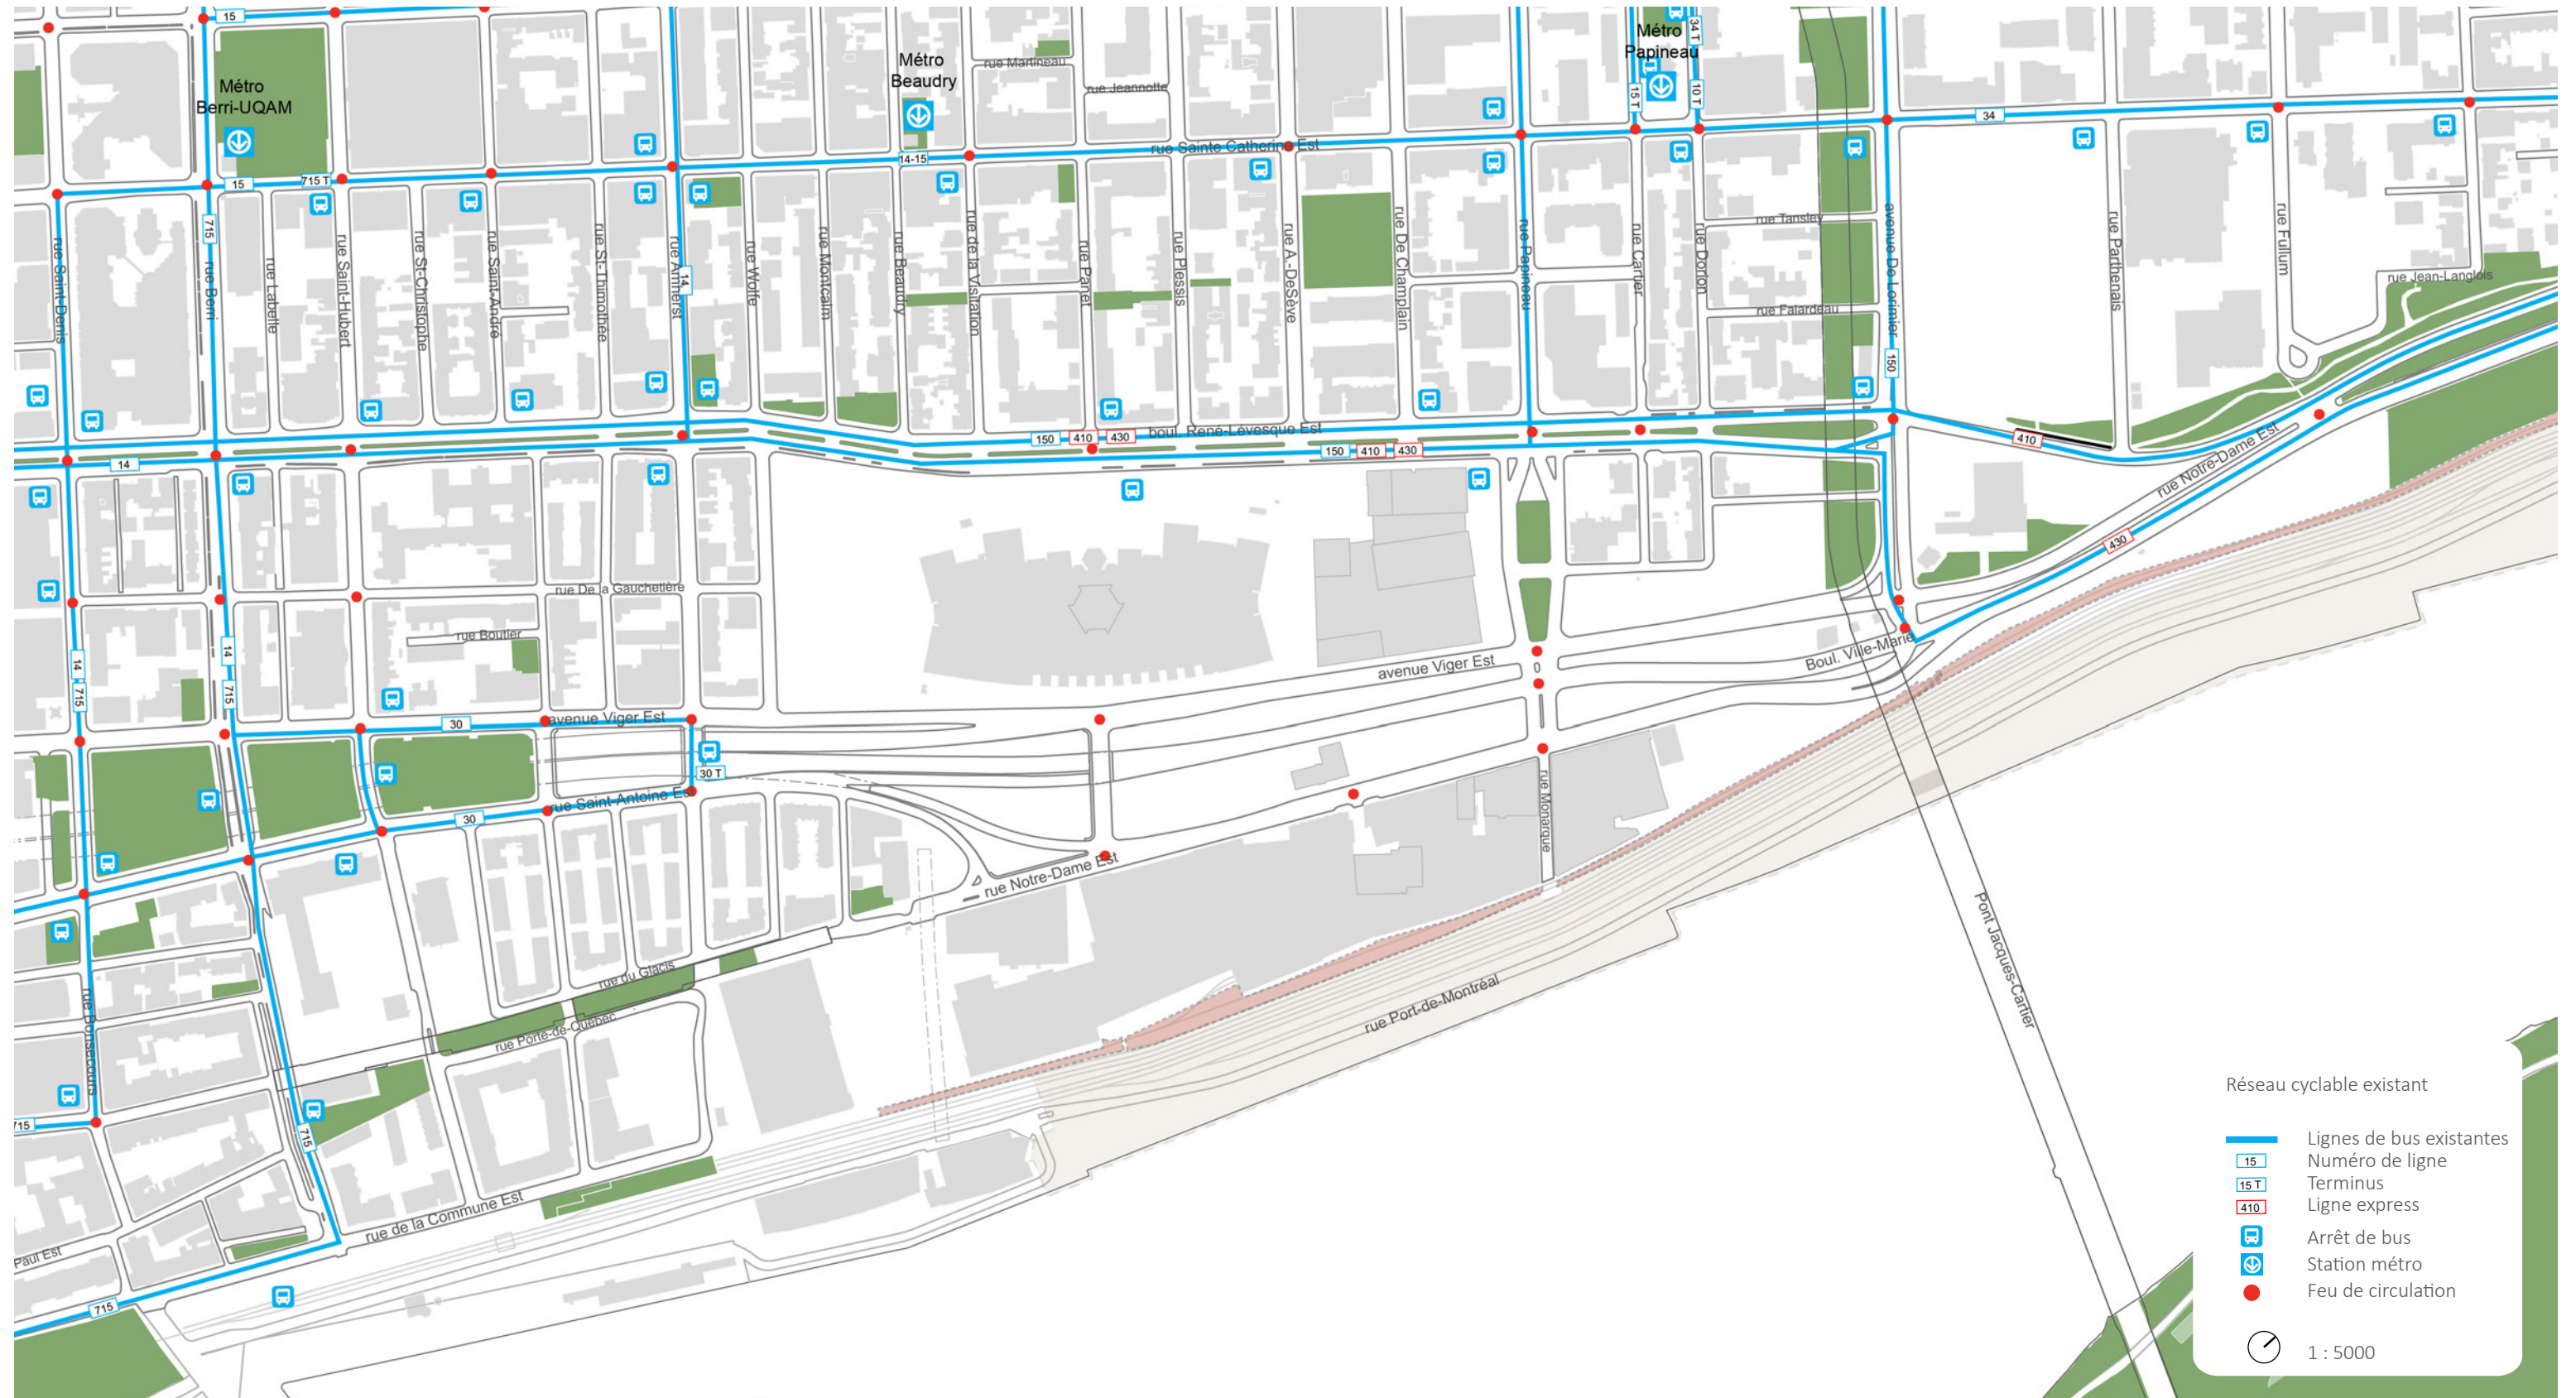 15
Métro
Berri-UQAM
Métro
Beaudry
rue Martineau
rue Jeannotte
Métro
Papineau
34 T
15 T
10 T
34
rue Sainte Catherine Est
14-15
15
715 T
715
14
rue Saint-Denis
rue Berri
rue Labelle
rue Saint-Hubert
rue St-Christophe
rue Saint-André
rue St-Thimothée
rue Amherst
rue Wolfe
rue Montcalm
rue Beaudry
rue de la Visitation
rue Panet
rue Plessis
rue A.-DeSève
rue De Champlain
rue Papineau
rue Cartier
rue Dorion
rue Tansley
rue Falardeau
avenue De Lorimier
150
rue Parthenais
rue Fullum
rue Jean-Langlois
14
150
410
430
boul. René-Lévesque Est
150
410
430
410
rue Notre-Dame Est
430
rue De la Gauchetière
rue Boutier
14
715
14
715
30
avenue Viger Est
avenue Viger Est
Boul. Ville-Marie
30 T
rue Saint-Antoine Est
30
rue Monarque
rue Notre-Dame Est
rue du Glacis
rue Porte-de-Québec
rue Port-de-Montréal
Pont Jacques-Cartier
rue Bonsecours
715
715
rue de la Commune Est
Paul Est
715
Réseau cyclable existant
Lignes de bus existantes
15
Numéro de ligne
15 T
Terminus
410
Ligne express
Arrêt de bus
Station métro
Feu de circulation
1 : 5000